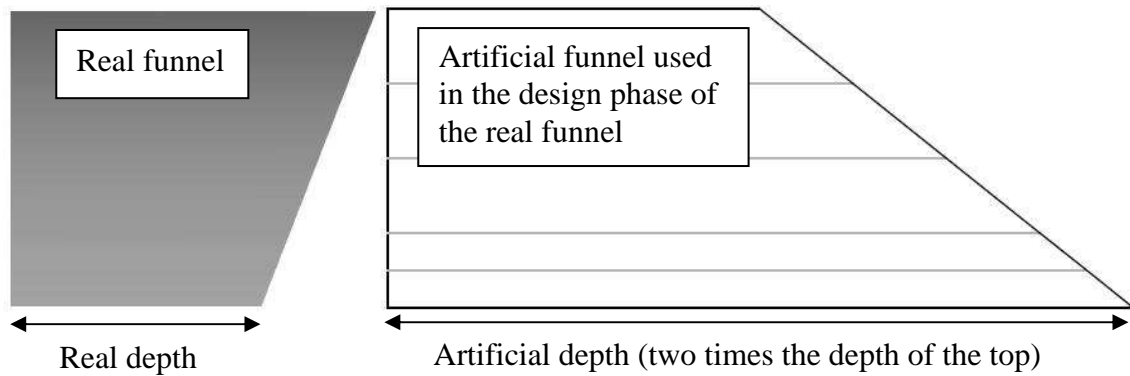 Real funnel
Artificial funnel used
in the design phase of
the real funnel
Real depth
Artificial depth (two times the depth of the top)